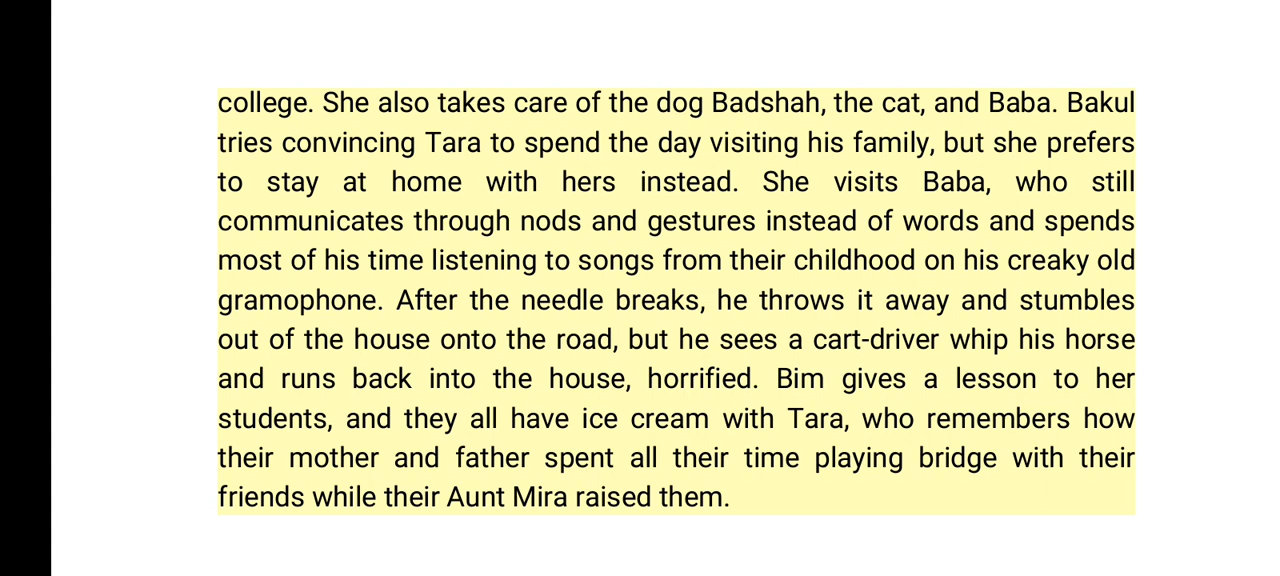 college. She also takes care of the dog Badshah, the cat, and Baba. Bakul
tries convincing Tara to spend the day visiting his family, but she prefers
to stay at home with hers instead. She visits Baba, who still
communicates through nods and gestures instead of words and spends
most of his time listening to songs from their childhood on his creaky old
gramophone. After the needle breaks, he throws it away and stumbles
out of the house onto the road, but he sees a cart-driver whip his horse
and runs back into the house, horrified. Bim gives a lesson to her
students, and they all have ice cream with Tara, who remembers how
their mother and father spent all their time playing bridge with their
friends while their Aunt Mira raised them.